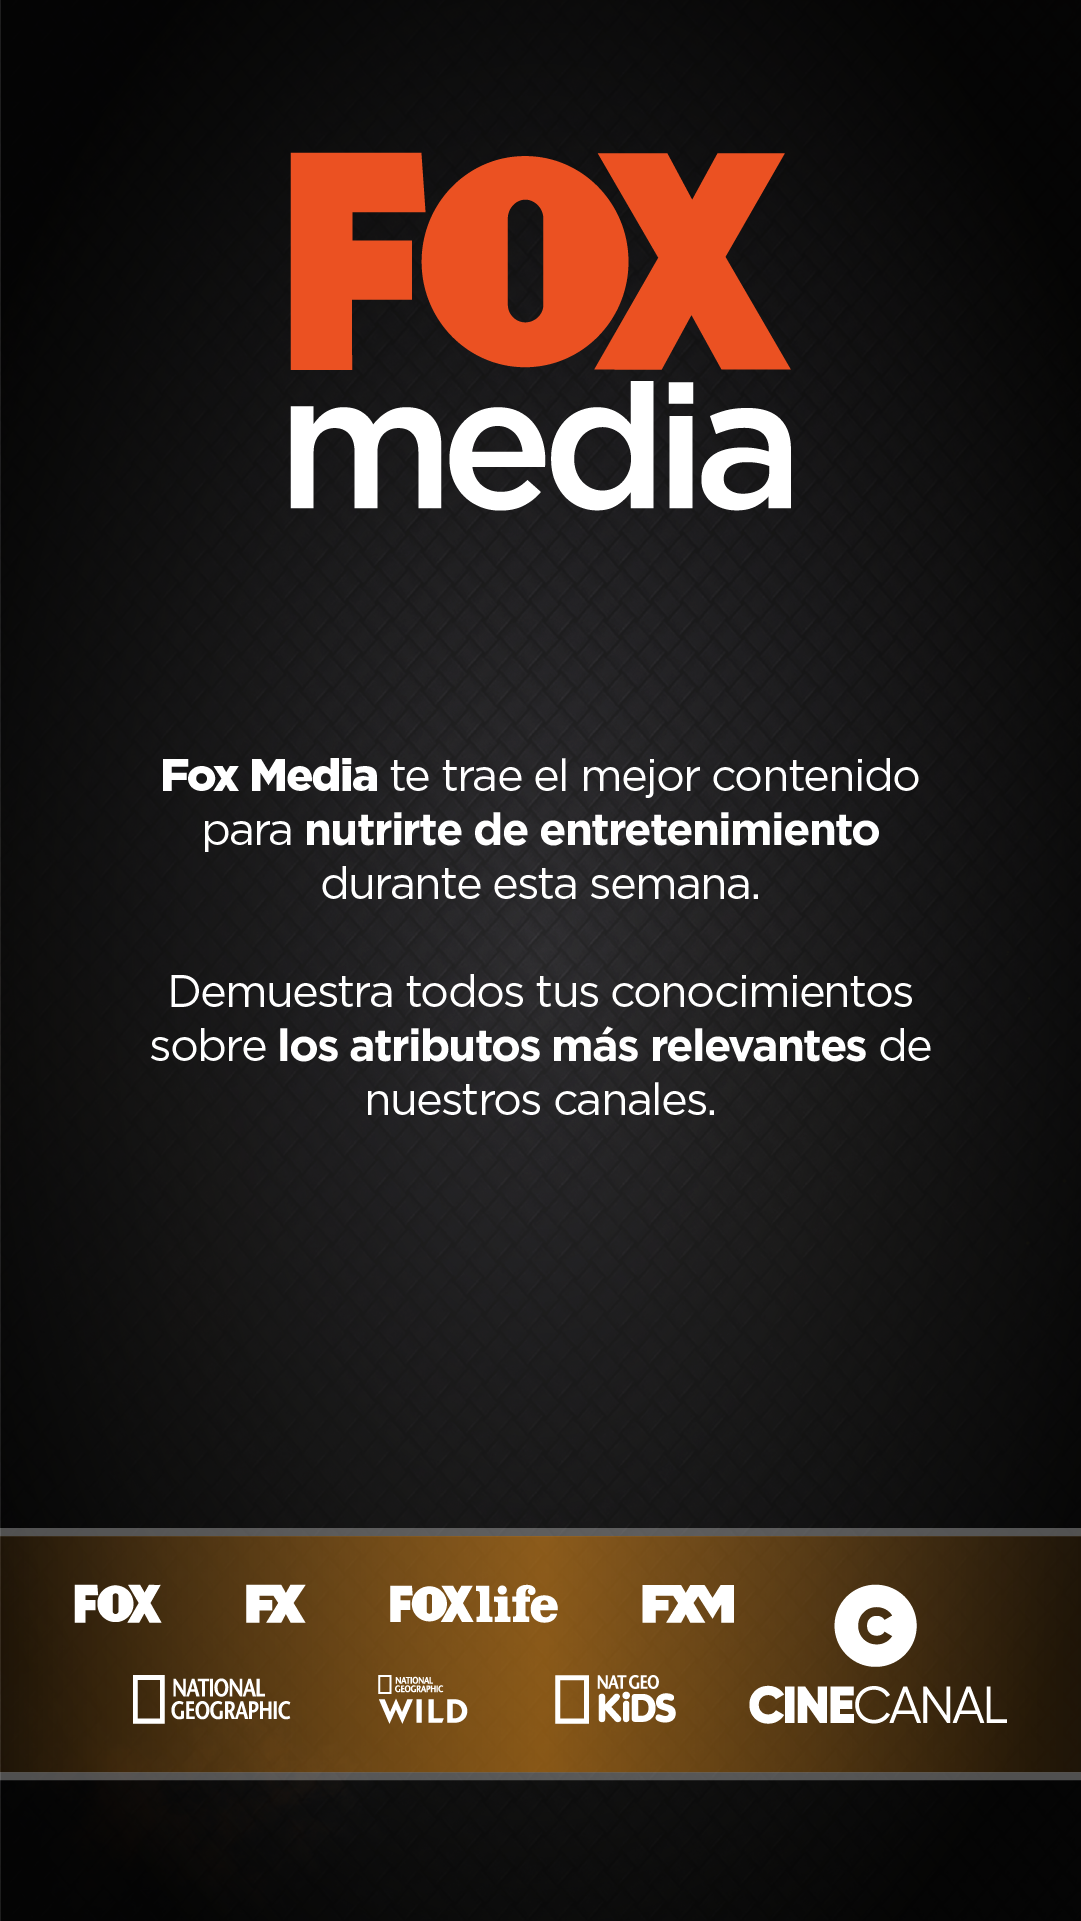 FOX
media
Fox Media te trae el mejor contenido
para nutrirte de entretenimiento
durante esta semana.
Demuestra todos tus conocimientos
sobre los atributos más relevantes de
nuestros canales.
FOX FX FOXlife FXM C
NATIONAL
GEOGRAPHIC
NATIONAL
GEOGRAPHIC
WILD
NAT GEO
KiDS
CINECANAL